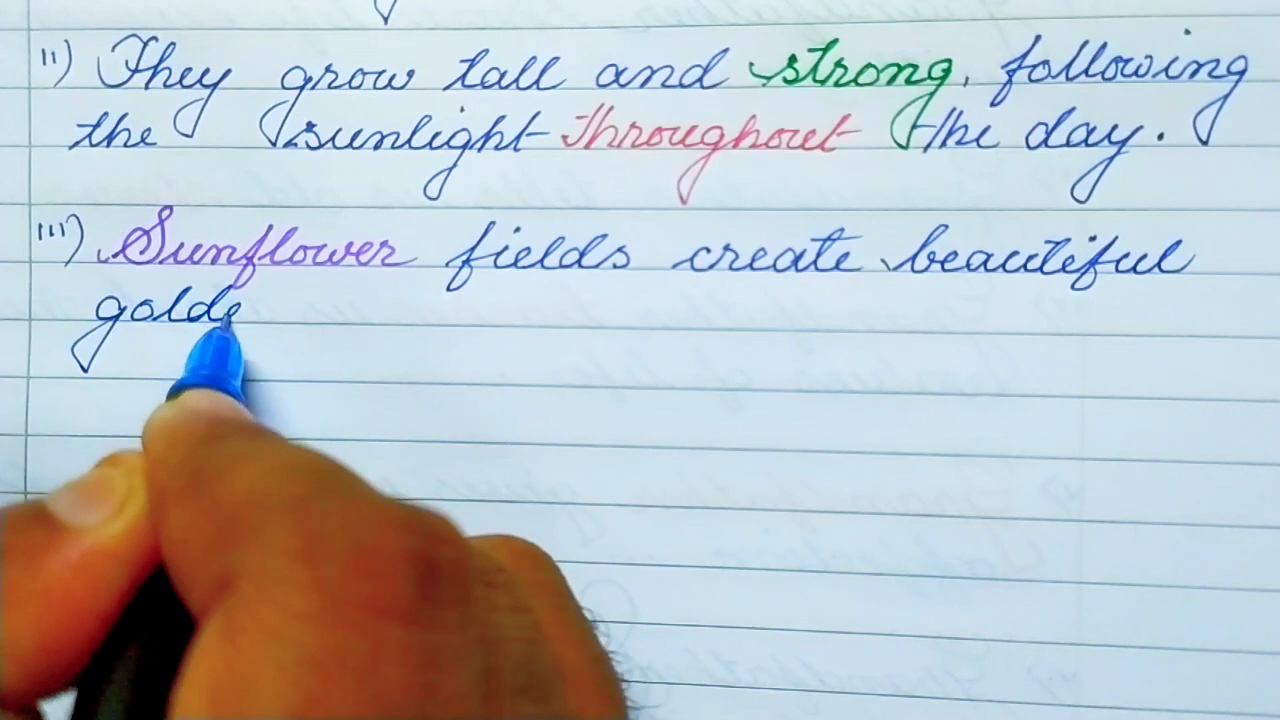 ii) They grow tall and strong, following
the sunlight throughout the day.
iii) Sunflower fields create beautiful
golde